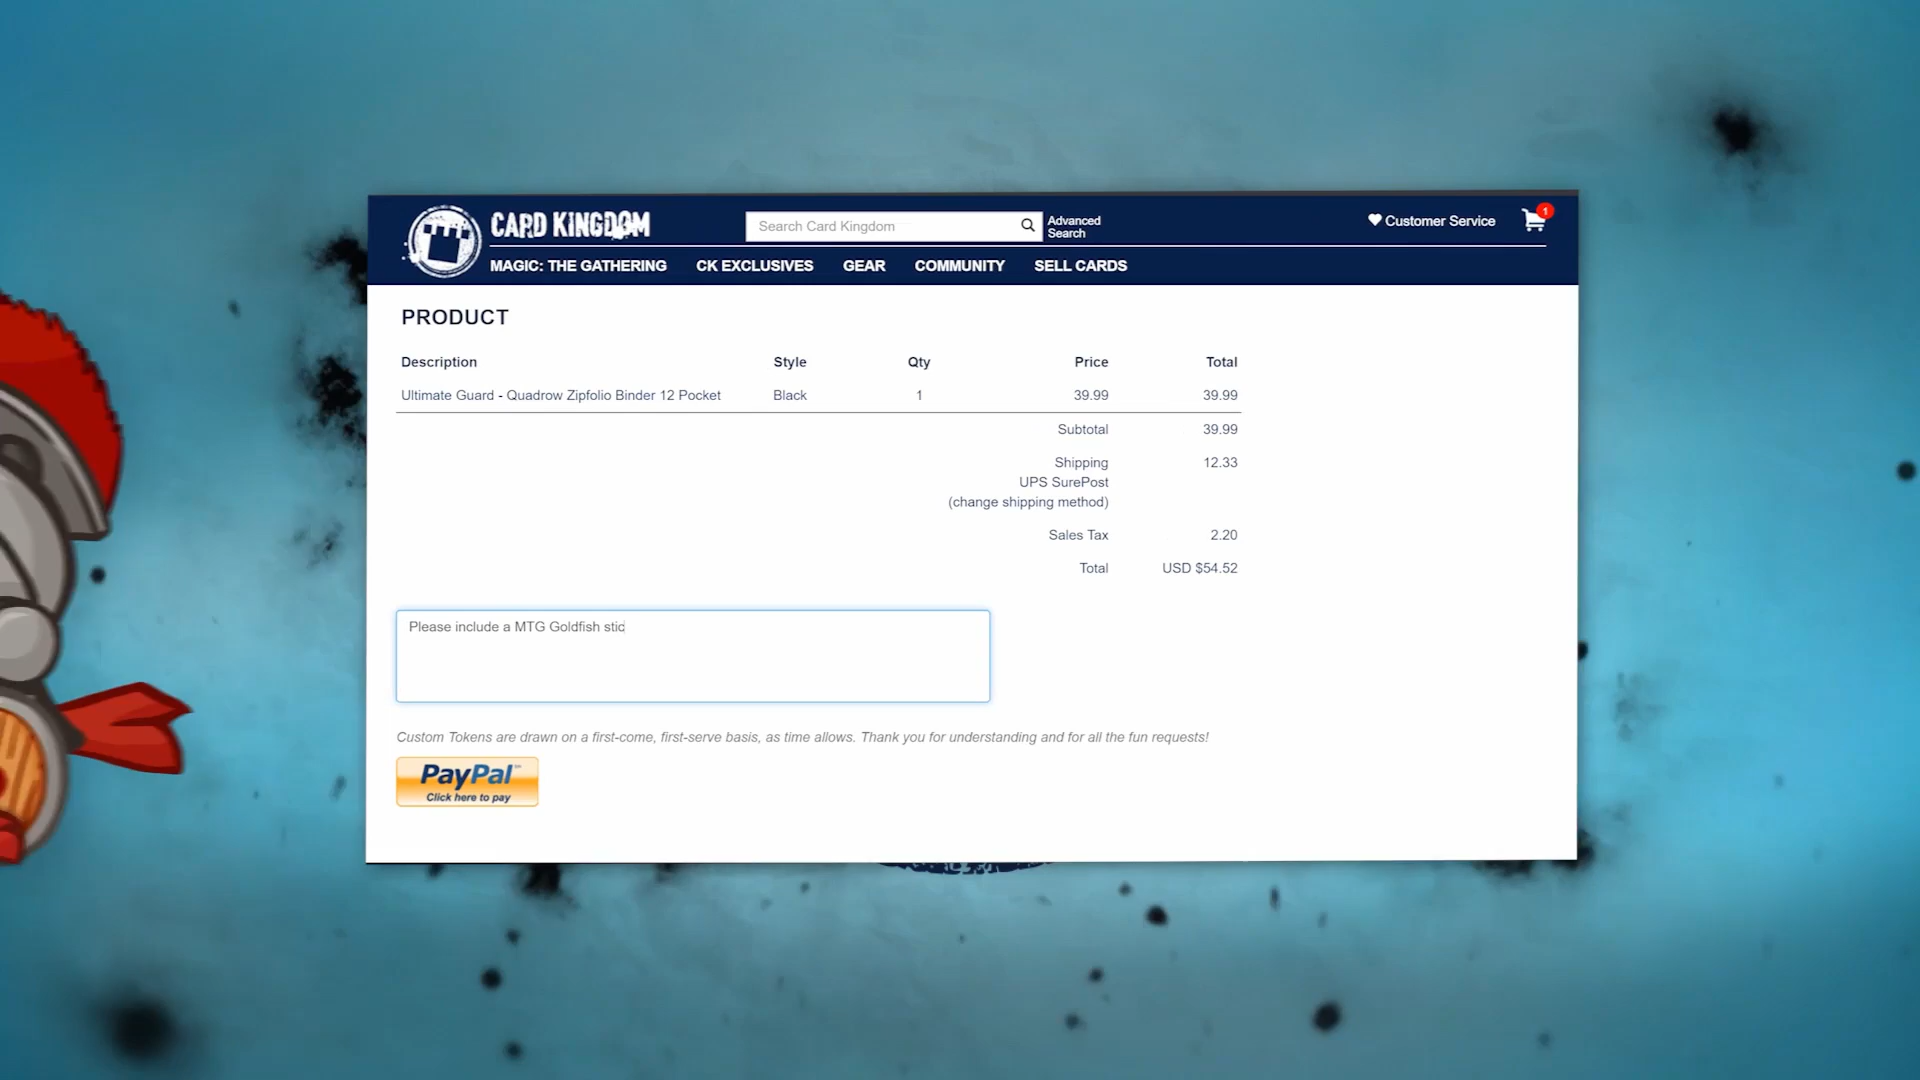 CARD KINGDOM
Search Card Kingdom
Advanced
Search
Customer Service
1
MAGIC: THE GATHERING
CK EXCLUSIVES
GEAR
COMMUNITY
SELL CARDS
PRODUCT
Description Style Qty Price Total
Ultimate Guard - Quadrow Zipfolio Binder 12 Pocket Black 1 39.99 39.99
Subtotal 39.99
Shipping 12.33
UPS SurePost
(change shipping method)
Sales Tax 2.20
Total USD $54.52
Please include a MTG Goldfish stic
Custom Tokens are drawn on a first-come, first-serve basis, as time allows. Thank you for understanding and for all the fun requests!
PayPal
Click here to pay